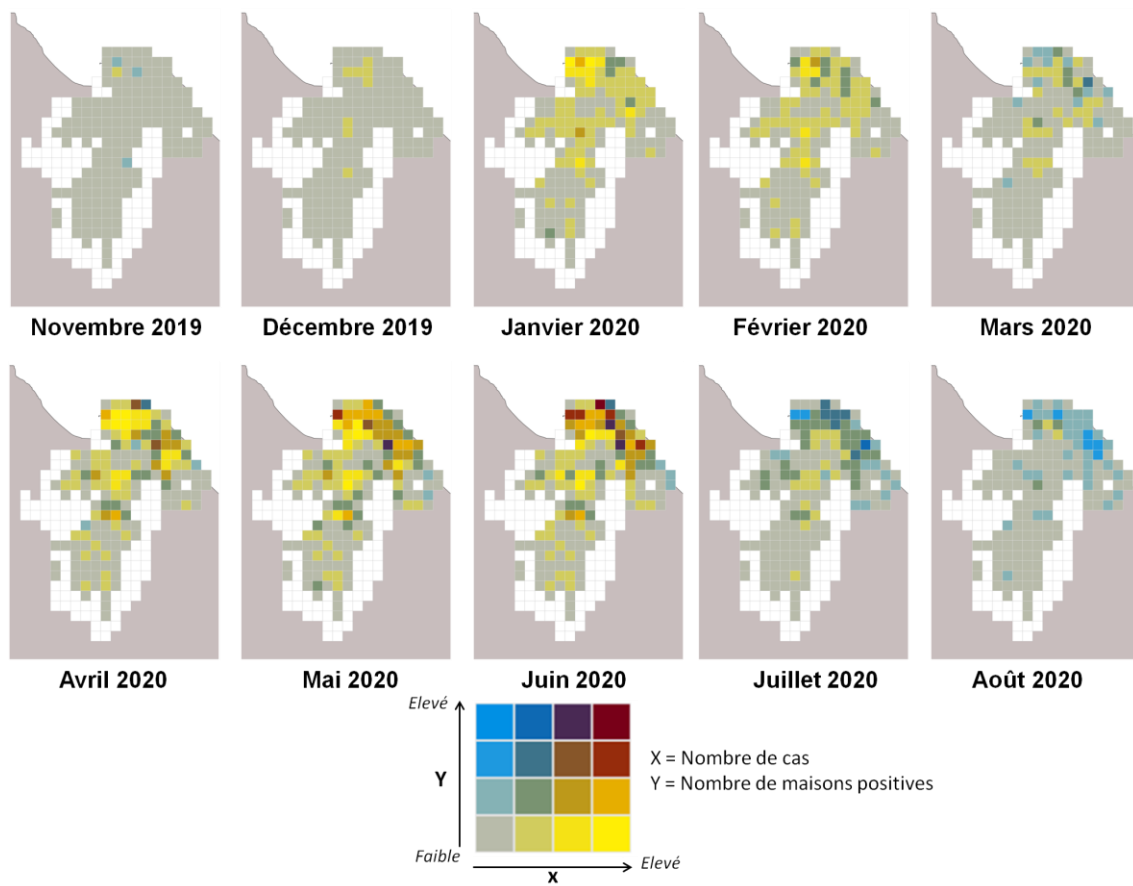 Novembre 2019
Décembre 2019
Janvier 2020
Février 2020
Mars 2020
Avril 2020
Mai 2020
Juin 2020
Juillet 2020
Août 2020
Elevé
Y
X = Nombre de cas
Y = Nombre de maisons positives
Faible
Elevé
X